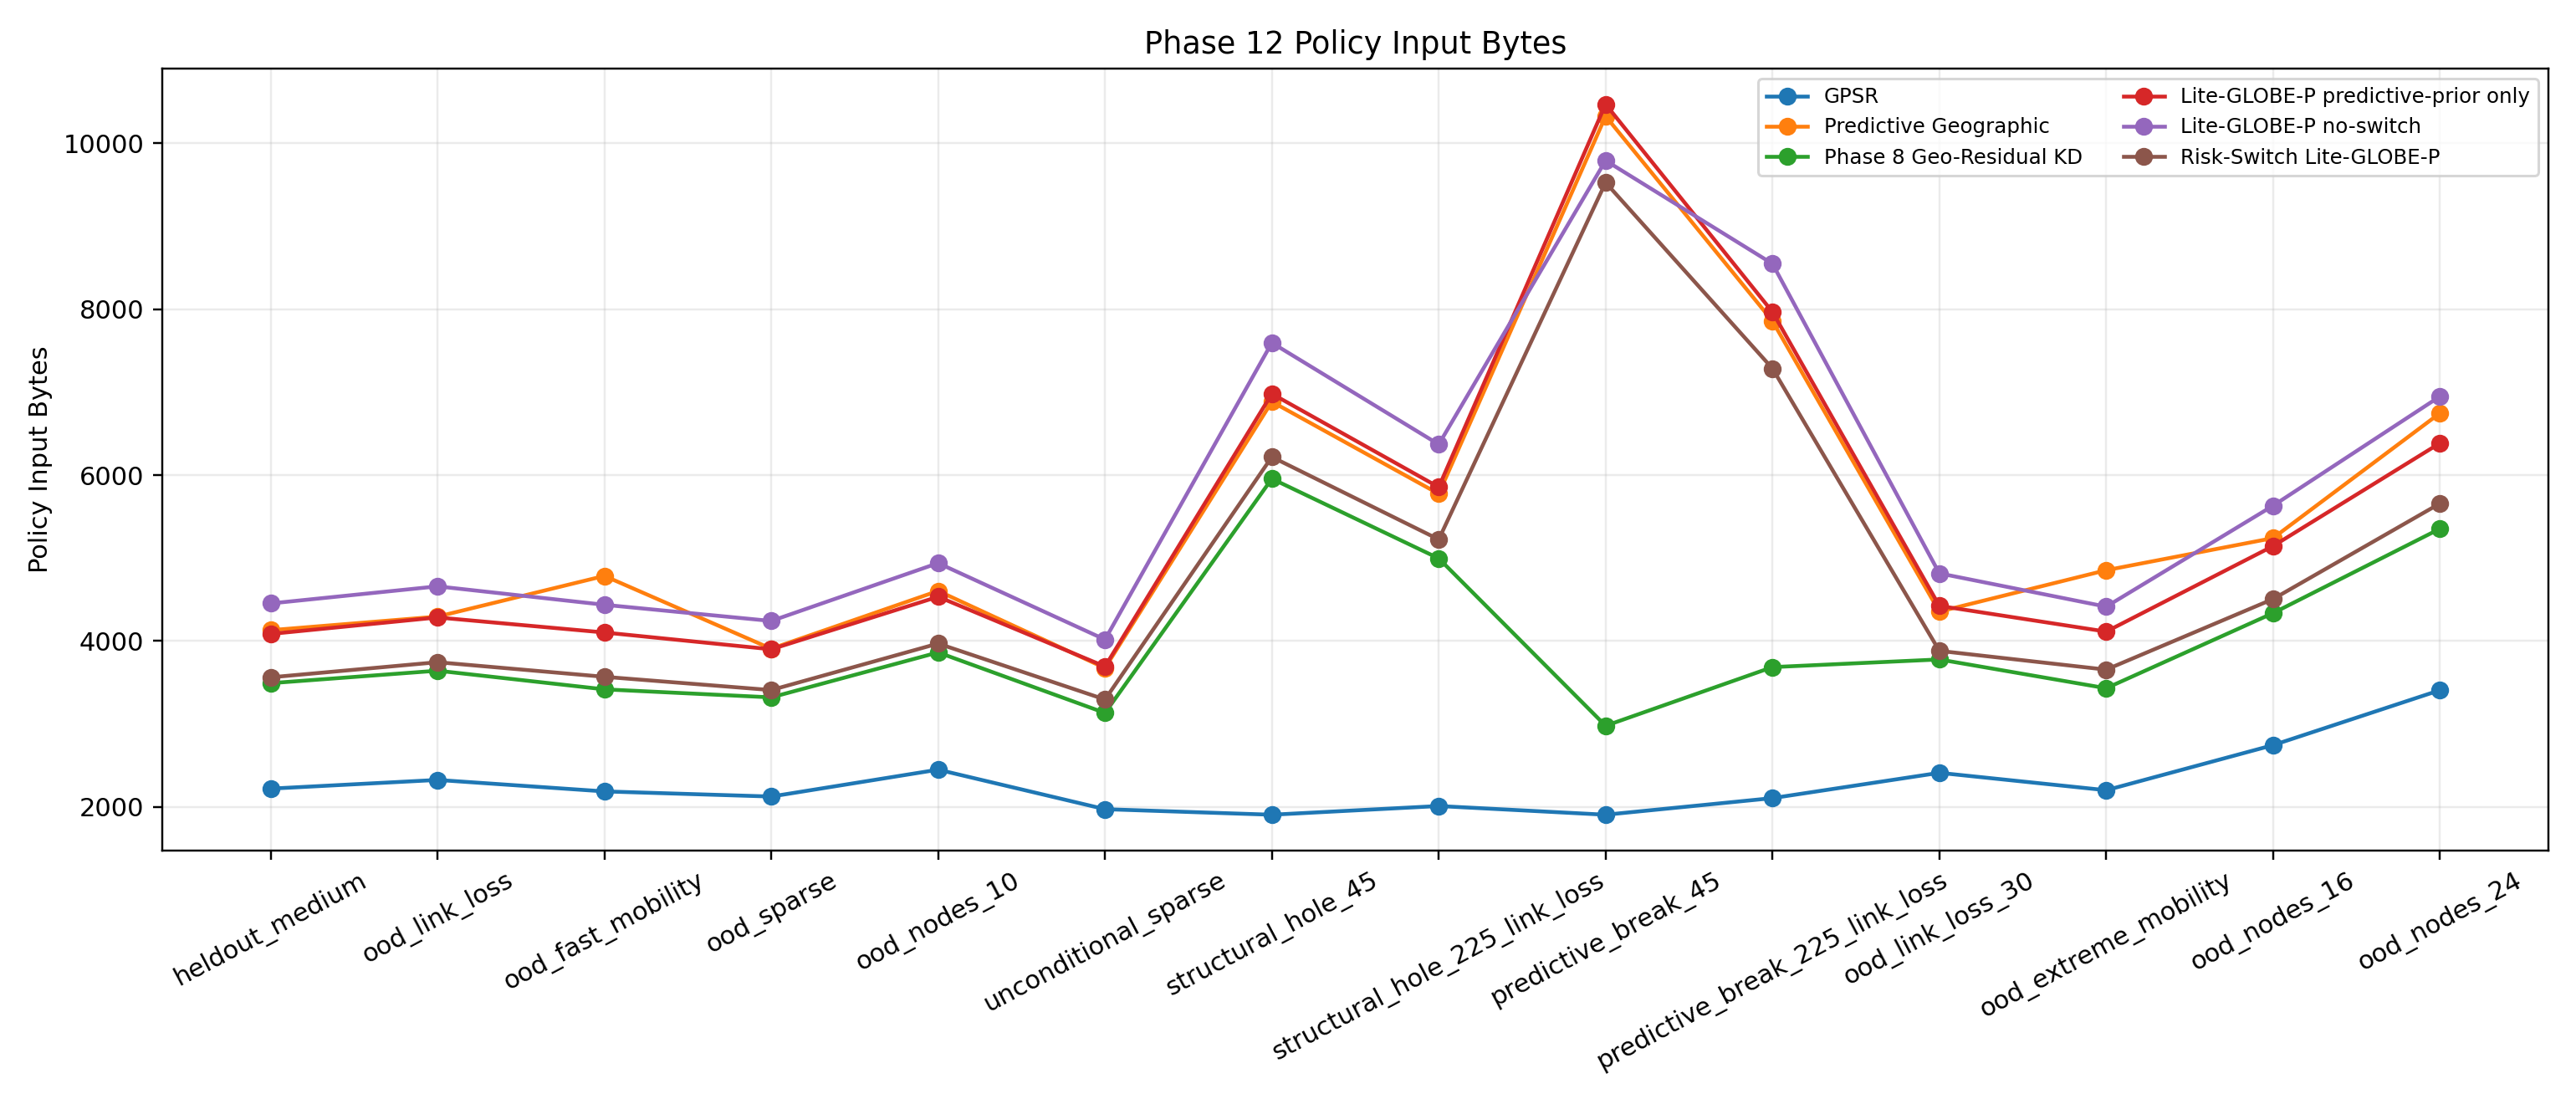 Phase 12 Policy Input Bytes
GPSR
Predictive Geographic
Phase 8 Geo-Residual KD
Lite-GLOBE-P predictive-prior only
Lite-GLOBE-P no-switch
Risk-Switch Lite-GLOBE-P
Policy Input Bytes
10000
8000
6000
4000
2000
heldout_medium
ood_link_loss
ood_fast_mobility
ood_sparse
ood_nodes_10
unconditional_sparse
structural_hole_45
structural_hole_225_link_loss
predictive_break_45
predictive_break_225_link_loss
ood_link_loss_30
ood_extreme_mobility
ood_nodes_16
ood_nodes_24